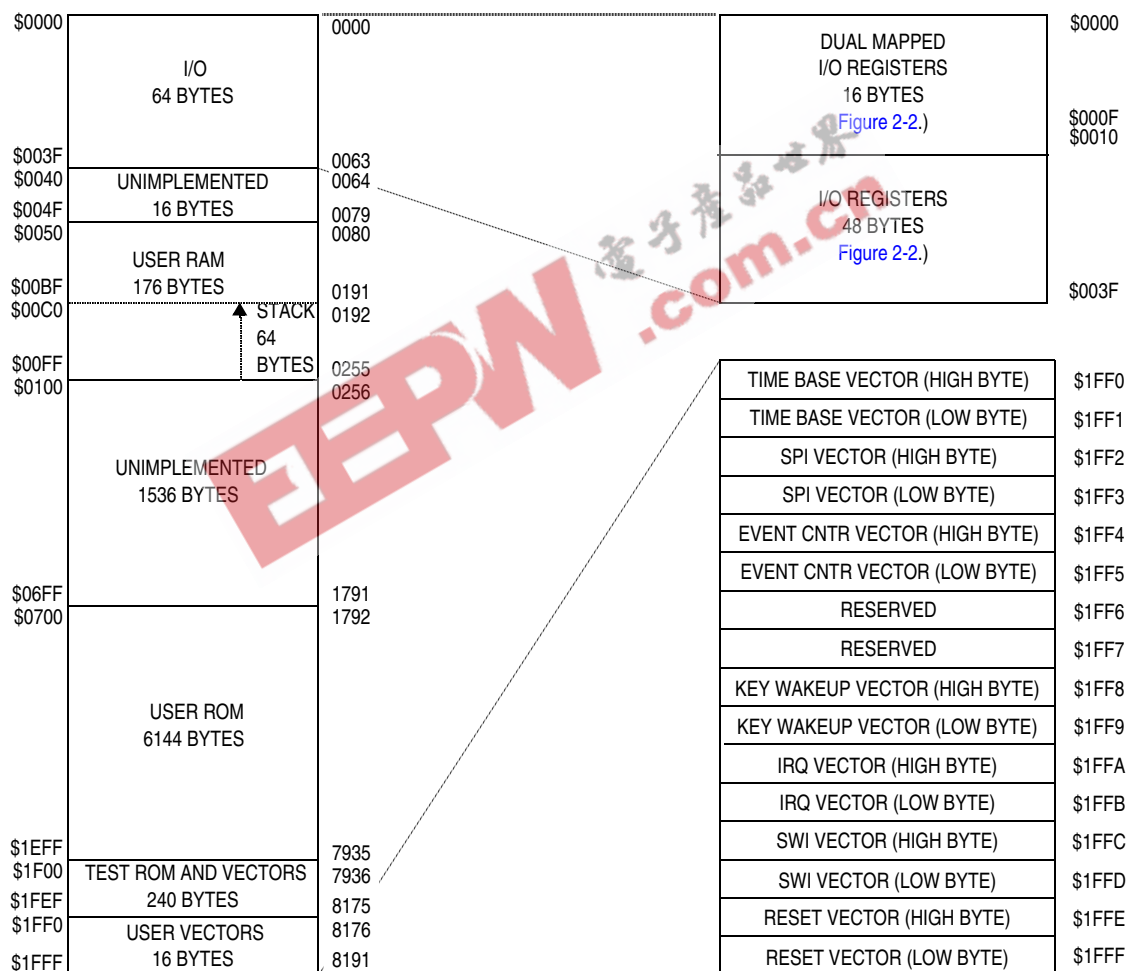 $0000
0000
I/O
64 BYTES
$003F
0063
$0040
0064
UNIMPLEMENTED
16 BYTES
$004F
0079
$0050
0080
USER RAM
176 BYTES
$00BF
0191
$00C0
0192
STACK
64
BYTES
$00FF
0255
$0100
0256
UNIMPLEMENTED
1536 BYTES
$06FF
1791
$0700
1792
USER ROM
6144 BYTES
$1EFF
7935
$1F00
7936
TEST ROM AND VECTORS
240 BYTES
$1FEF
8175
$1FF0
8176
USER VECTORS
16 BYTES
$1FFF
8191
$0000
DUAL MAPPED
I/O REGISTERS
16 BYTES
Figure 2-2.)
$000F
$0010
I/O REGISTERS
48 BYTES
Figure 2-2.)
$003F
TIME BASE VECTOR (HIGH BYTE) $1FF0
TIME BASE VECTOR (LOW BYTE) $1FF1
SPI VECTOR (HIGH BYTE) $1FF2
SPI VECTOR (LOW BYTE) $1FF3
EVENT CNTR VECTOR (HIGH BYTE) $1FF4
EVENT CNTR VECTOR (LOW BYTE) $1FF5
RESERVED $1FF6
RESERVED $1FF7
KEY WAKEUP VECTOR (HIGH BYTE) $1FF8
KEY WAKEUP VECTOR (LOW BYTE) $1FF9
IRQ VECTOR (HIGH BYTE) $1FFA
IRQ VECTOR (LOW BYTE) $1FFB
SWI VECTOR (HIGH BYTE) $1FFC
SWI VECTOR (LOW BYTE) $1FFD
RESET VECTOR (HIGH BYTE) $1FFE
RESET VECTOR (LOW BYTE) $1FFF
EEPW.com.cn
電子產品世界